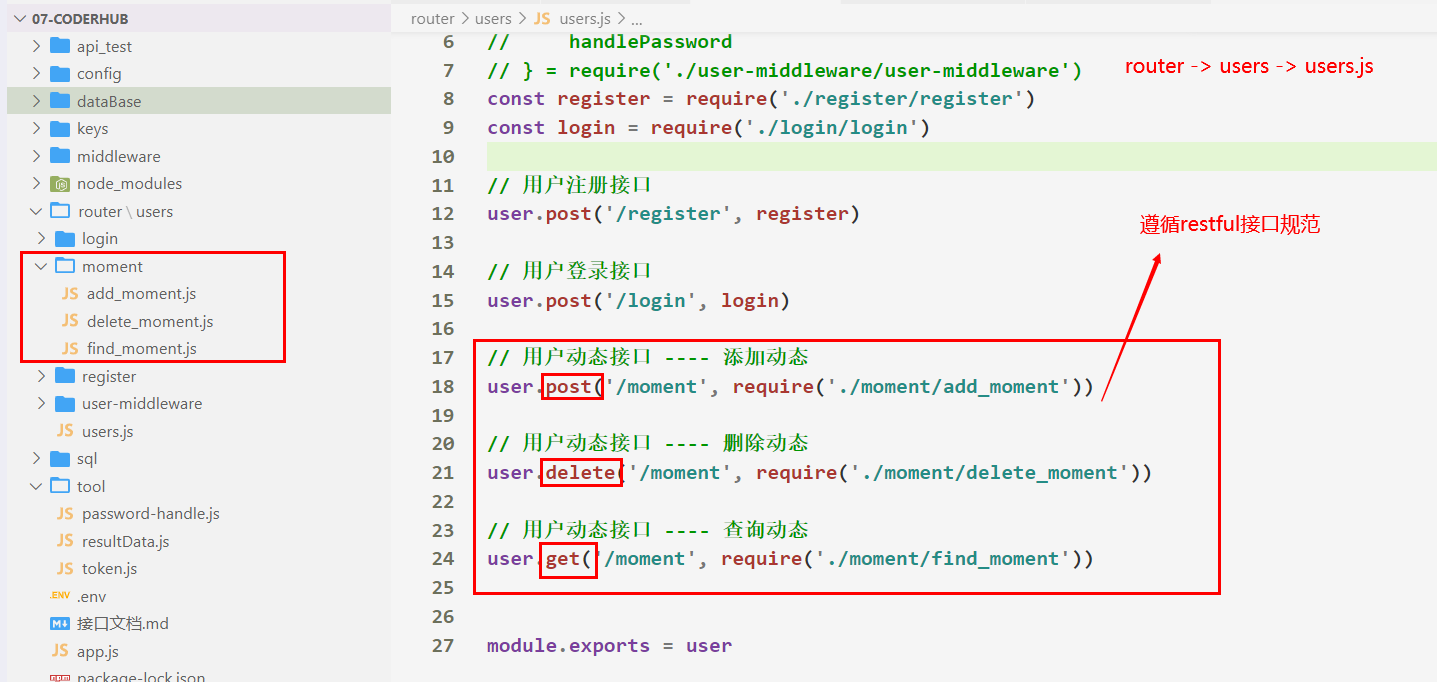 07-CODERHUB
api_test
config
dataBase
keys
middleware
node_modules
router \ users
login
moment
JS add_moment.js
JS delete_moment.js
JS find_moment.js
register
user-middleware
JS users.js
sql
tool
JS password-handle.js
JS resultData.js
JS token.js
.ENV .env
M↓ 接口文档.md
JS app.js
npm package-lock.json
router > users > JS users.js > ...
6 //     handlePassword
7 // } = require('./user-middleware/user-middleware')
router -> users -> users.js
8 const register = require('./register/register')
9 const login = require('./login/login')
10
11 // 用户注册接口
12 user.post('/register', register)
遵循restful接口规范
13
14 // 用户登录接口
15 user.post('/login', login)
16
17 // 用户动态接口 ---- 添加动态
18 user.post('/moment', require('./moment/add_moment'))
19
20 // 用户动态接口 ---- 删除动态
21 user.delete('/moment', require('./moment/delete_moment'))
22
23 // 用户动态接口 ---- 查询动态
24 user.get('/moment', require('./moment/find_moment'))
25
26
27 module.exports = user